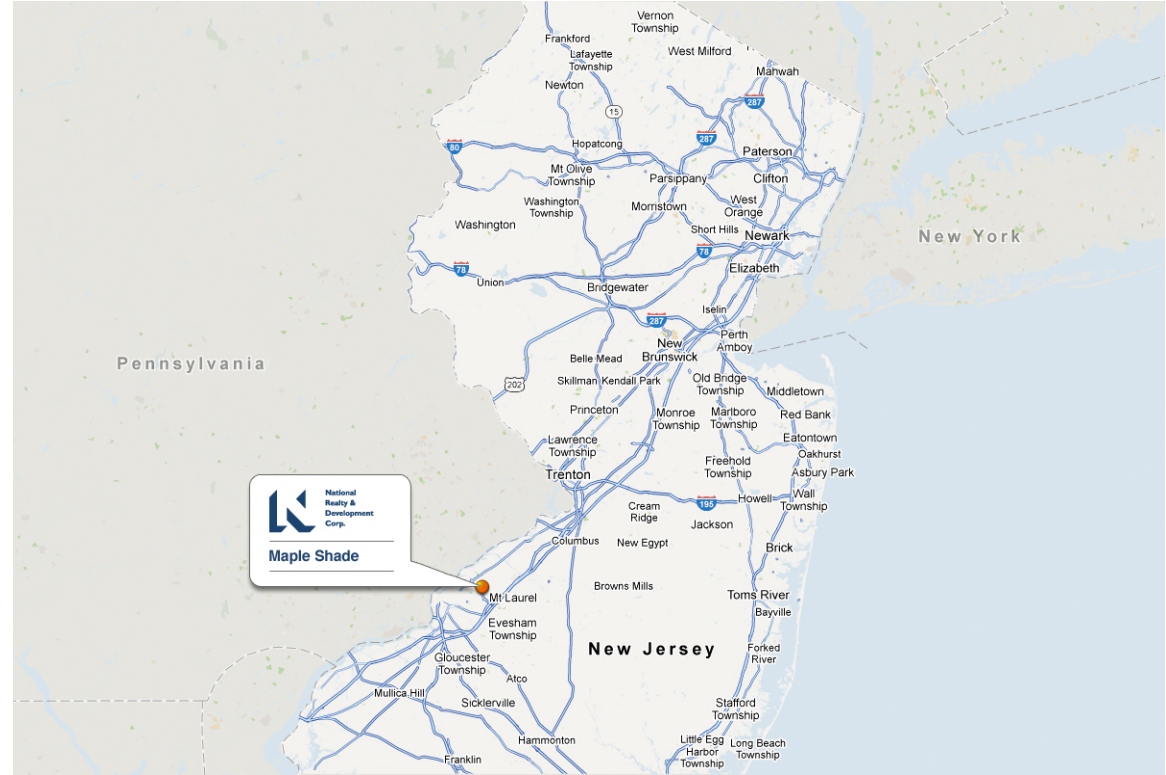 Vernon
Township
Frankford
West Milford
Lafayette
Township
Mahwah
Newton
287
15
287
80
Hopatcong
Paterson
Mt Olive
Township
Parsippany
Clifton
Washington
Township
Morristown
West
Orange
Washington
Short Hills
Newark
New York
78
78
Elizabeth
Union
Bridgewater
Iselin
287
Perth
Amboy
New
Brunswick
Belle Mead
Pennsylvania
202
Skillman
Kendall Park
Old Bridge
Township
Middletown
Princeton
Monroe
Township
Marlboro
Township
Red Bank
Eatontown
Lawrence
Township
Oakhurst
Freehold
Township
Asbury Park
Trenton
195
Howell
Wall
Township
Cream
Ridge
Jackson
National
Realty &
Development
Corp.
Maple Shade
Columbus
New Egypt
Brick
Browns Mills
Toms River
Mt Laurel
Bayville
Evesham
Township
New Jersey
Forked
River
Gloucester
Township
Atco
Mullica Hill
Sicklerville
Stafford
Township
Hammonton
Little Egg
Harbor
Township
Long Beach
Township
Franklin